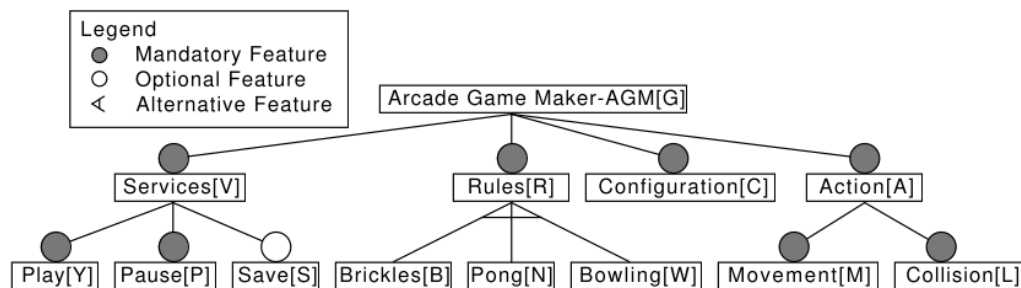 Legend
Mandatory Feature
Optional Feature
Alternative Feature
Arcade Game Maker-AGM[G]
Services[V] Rules[R] Configuration[C] Action[A]
Play[Y] Pause[P] Save[S] Brickles[B] Pong[N] Bowling[W] Movement[M] Collision[L]